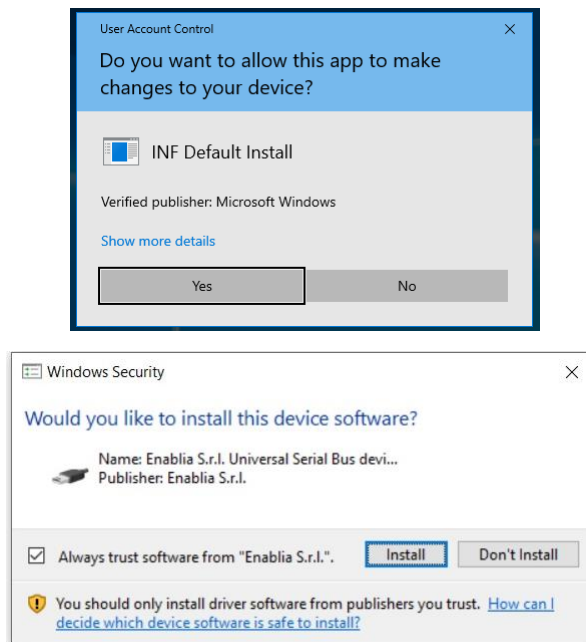 User Account Control
Do you want to allow this app to make
changes to your device?
INF Default Install
Verified publisher: Microsoft Windows
Show more details
Yes No
Windows Security
Would you like to install this device software?
Name: Enablia S.r.l. Universal Serial Bus devi...
Publisher: Enablia S.r.l.
Always trust software from "Enablia S.r.l.". Install Don't Install
You should only install driver software from publishers you trust. How can I
decide which device software is safe to install?